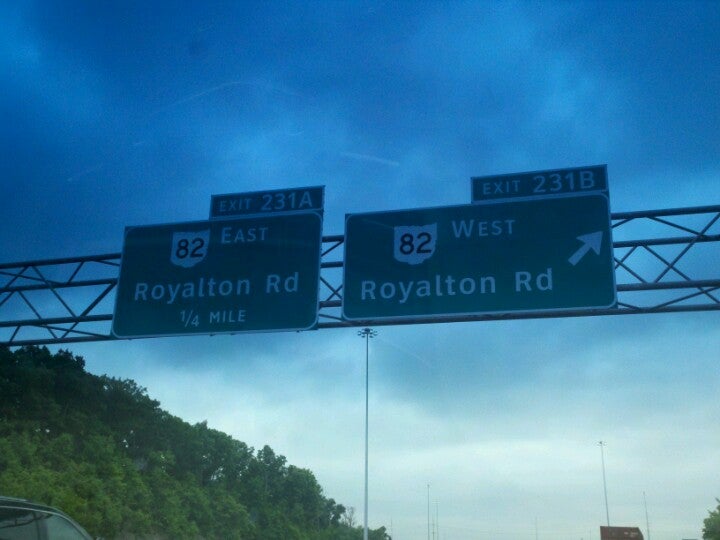 EXIT 231A
82 EAST
Royalton Rd
1/4 MILE
EXIT 231B
82 WEST
Royalton Rd